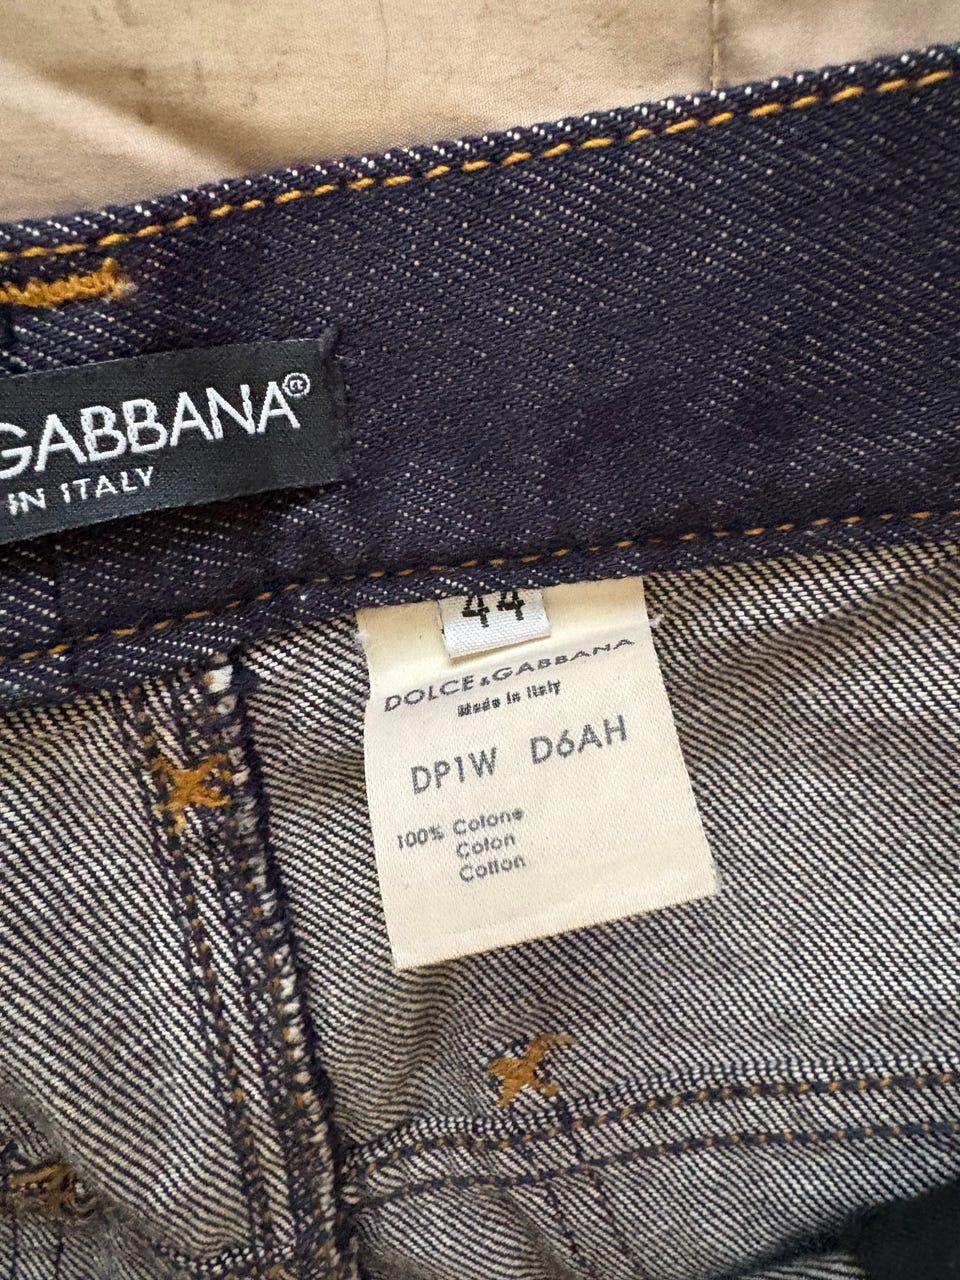 GABBANA®
IN ITALY
44
DOLCE&GABBANA
Made in Italy
DP1W D6AH
100% Cotone
Coton
Cotton